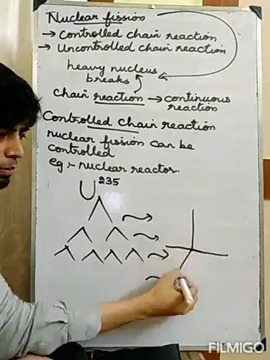 Nuclear fission
→ Controlled chain reaction
→ Uncontrolled chain reaction
heavy nucleus
breaks
Chain reaction → continuous
reaction
Controlled chain reaction
nuclear fission can be
controlled
eg :- nuclear reactor.
U²³⁵
FILMIGO